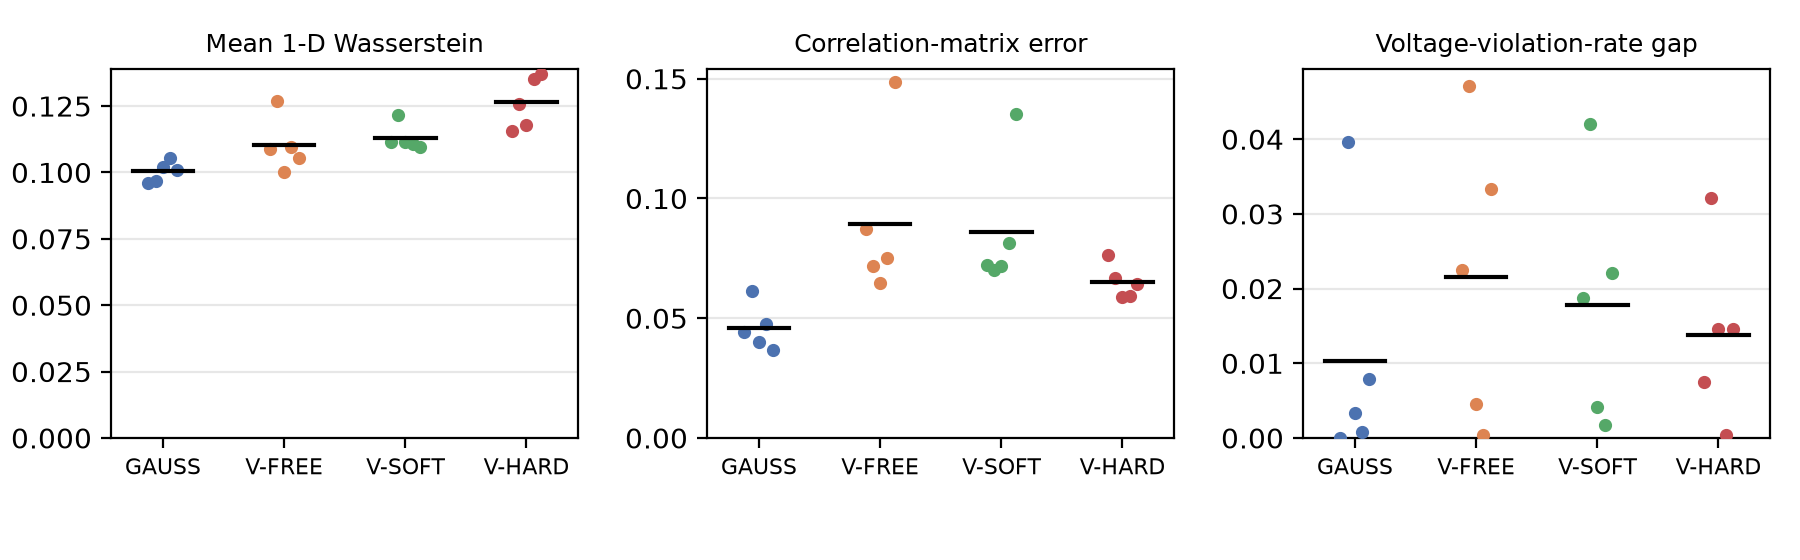 Mean 1-D Wasserstein
0.125
0.100
0.075
0.050
0.025
0.000
GAUSS V-FREE V-SOFT V-HARD
Correlation-matrix error
0.15
0.10
0.05
0.00
GAUSS V-FREE V-SOFT V-HARD
Voltage-violation-rate gap
0.04
0.03
0.02
0.01
0.00
GAUSS V-FREE V-SOFT V-HARD